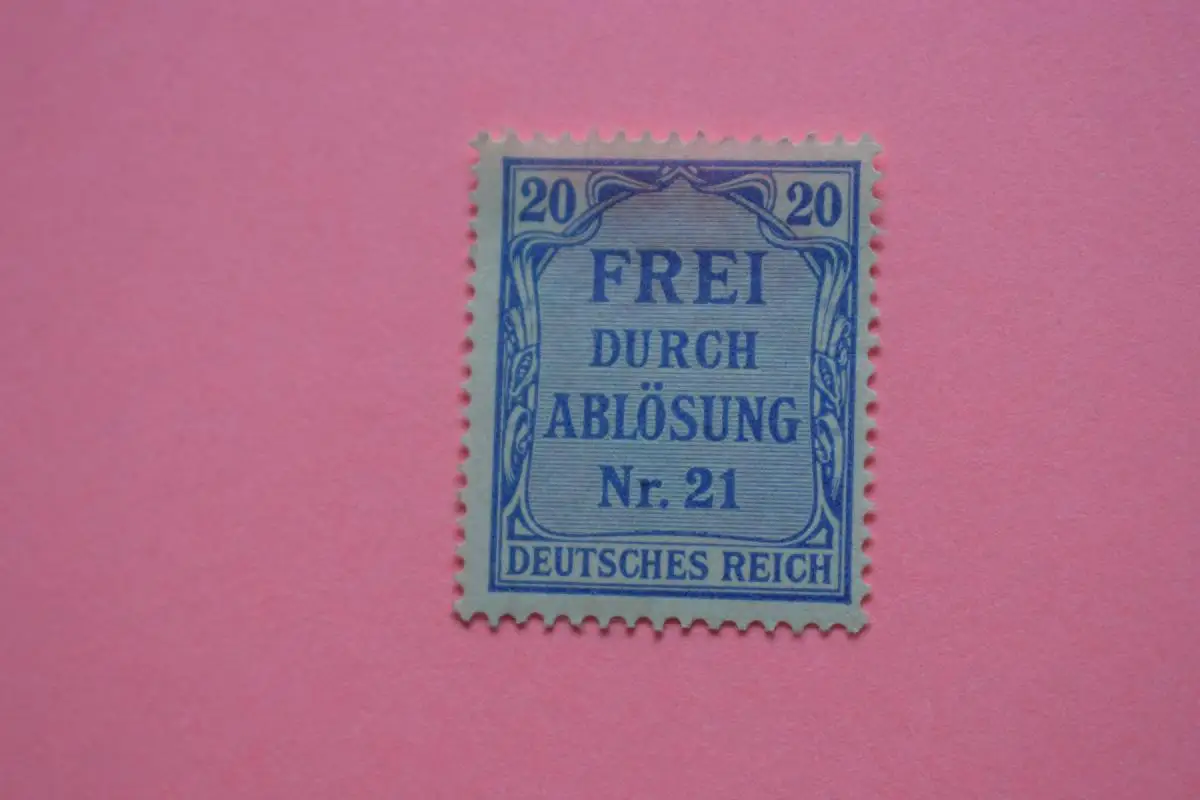 20 20
FREI
DURCH
ABLÖSUNG
Nr. 21
DEUTSCHES REICH